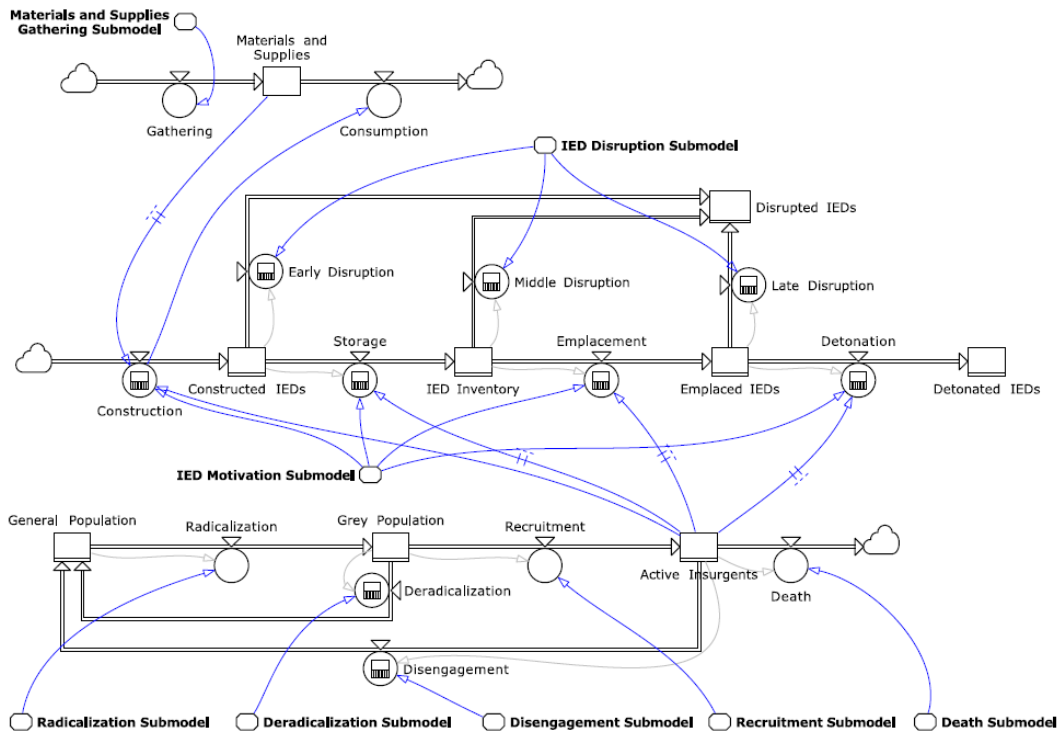 Materials and Supplies
Gathering Submodel
Materials and
Supplies
Gathering
Consumption
IED Disruption Submodel
Disrupted IEDs
Early Disruption
Middle Disruption
Late Disruption
Storage
Emplacement
Detonation
Constructed IEDs
IED Inventory
Emplaced IEDs
Detonated IEDs
Construction
IED Motivation Submodel
General Population
Radicalization
Grey Population
Recruitment
Active Insurgents
Deradicalization
Death
Disengagement
Radicalization Submodel
Deradicalization Submodel
Disengagement Submodel
Recruitment Submodel
Death Submodel